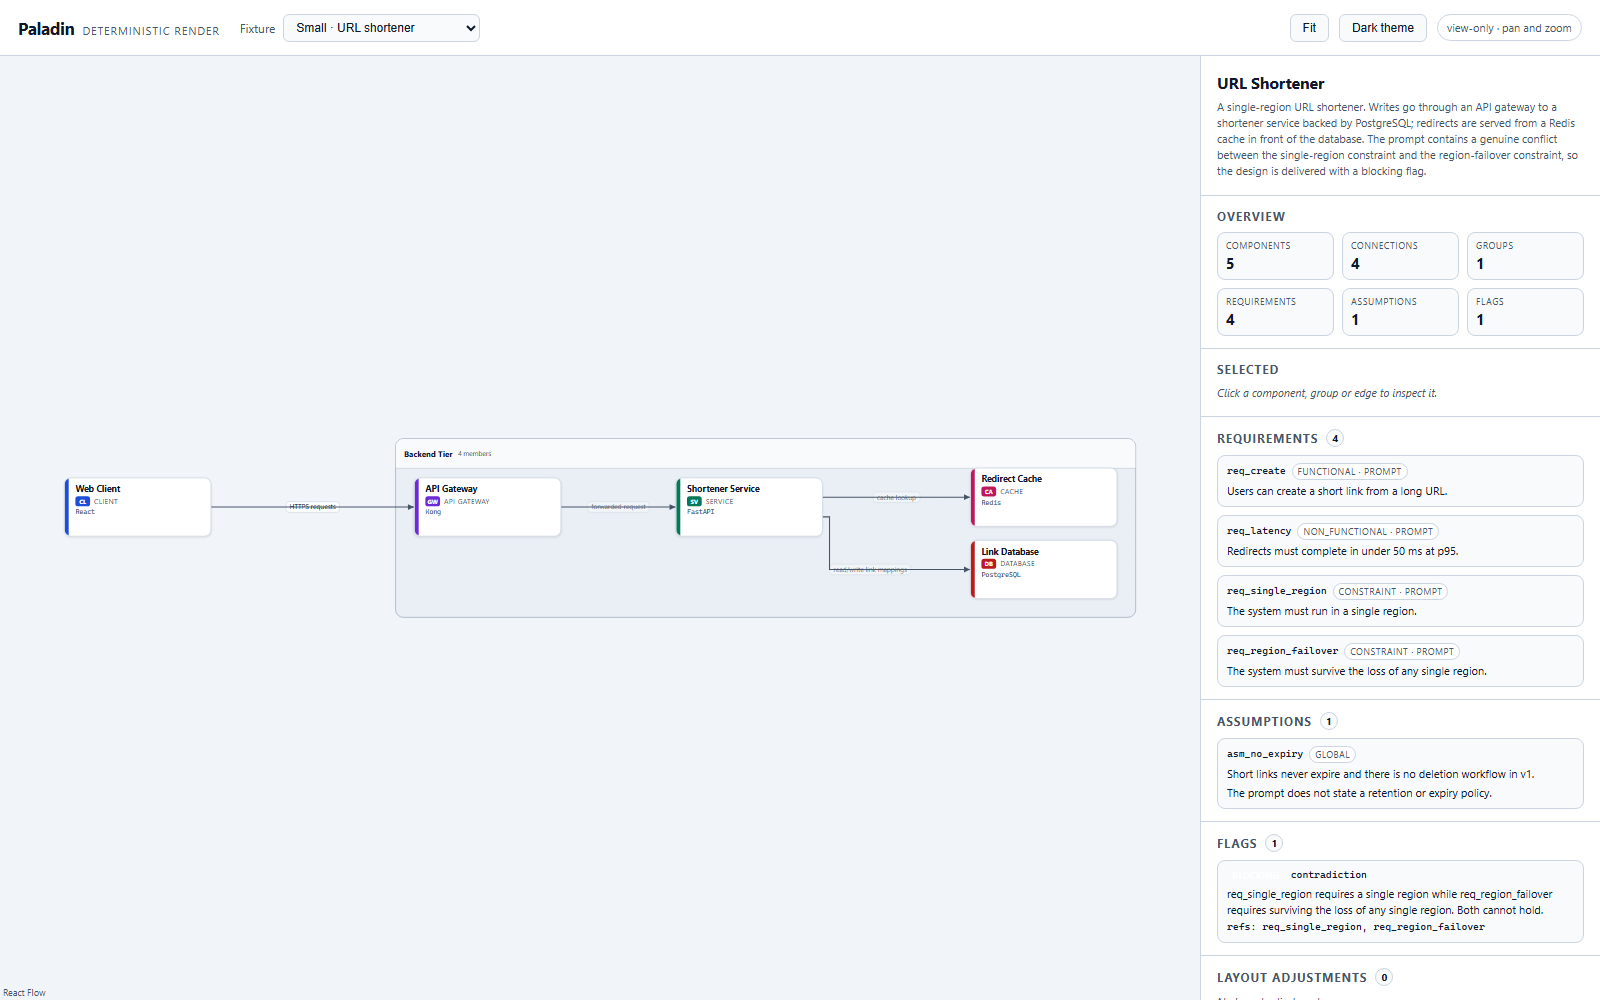 Paladin DETERMINISTIC RENDER Fixture Small · URL shortener Fit Dark theme view-only · pan and zoom
Web Client
CL CLIENT
React
HTTPS requests
Backend Tier 4 members
API Gateway
GW API GATEWAY
Kong
forwarded request
Shortener Service
SV SERVICE
FastAPI
cache lookup
read/write link mappings
Redirect Cache
CA CACHE
Redis
Link Database
DB DATABASE
PostgreSQL
React Flow
URL Shortener
A single-region URL shortener. Writes go through an API gateway to a
shortener service backed by PostgreSQL; redirects are served from a Redis
cache in front of the database. The prompt contains a genuine conflict
between the single-region constraint and the region-failover constraint, so
the design is delivered with a blocking flag.
OVERVIEW
COMPONENTS CONNECTIONS GROUPS
5 4 1
REQUIREMENTS ASSUMPTIONS FLAGS
4 1 1
SELECTED
Click a component, group or edge to inspect it.
REQUIREMENTS 4
req_create FUNCTIONAL · PROMPT
Users can create a short link from a long URL.
req_latency NON_FUNCTIONAL · PROMPT
Redirects must complete in under 50 ms at p95.
req_single_region CONSTRAINT · PROMPT
The system must run in a single region.
req_region_failover CONSTRAINT · PROMPT
The system must survive the loss of any single region.
ASSUMPTIONS 1
asm_no_expiry GLOBAL
Short links never expire and there is no deletion workflow in v1.
The prompt does not state a retention or expiry policy.
FLAGS 1
contradiction
req_single_region requires a single region while req_region_failover
requires surviving the loss of any single region. Both cannot hold.
refs: req_single_region, req_region_failover
LAYOUT ADJUSTMENTS 0